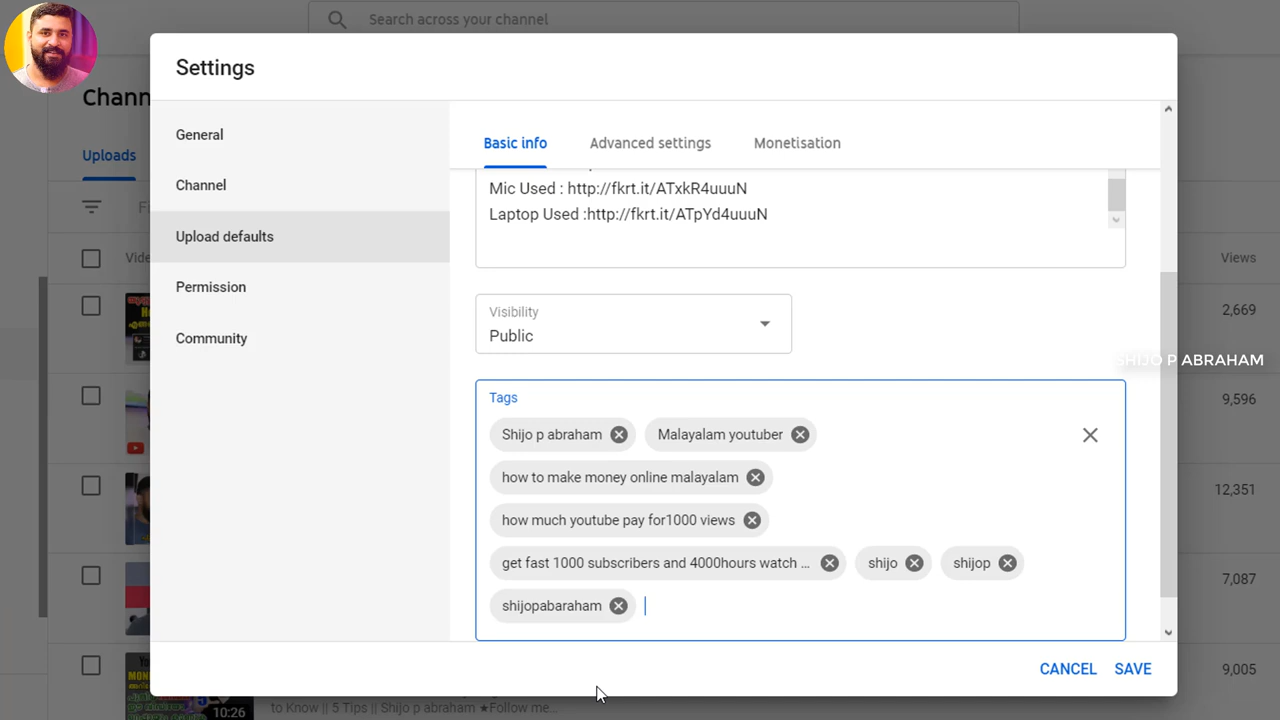 Search across your channel
Settings
Chann
General
Basic info
Advanced settings
Monetisation
Uploads
Channel
Mic Used : http://fkrt.it/ATxkR4uuuN
Laptop Used :http://fkrt.it/ATpYd4uuuN
Upload defaults
Vide
Views
Permission
Visibility
Public
2,669
Community
SHIJO P ABRAHAM
Tags
9,596
Shijo p abraham
Malayalam youtuber
how to make money online malayalam
12,351
how much youtube pay for1000 views
get fast 1000 subscribers and 4000hours watch ...
shijo
shijop
7,087
shijopabaraham
CANCEL
SAVE
9,005
10:26
to Know || 5 Tips || Shijo p abraham ★Follow me...